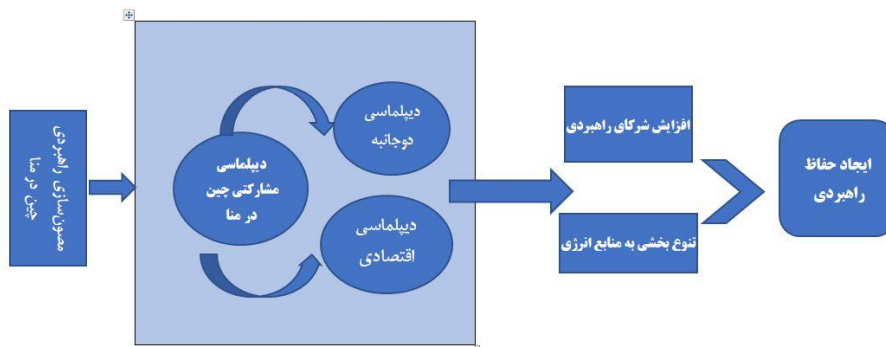 مصون‌سازی راهبردی
چین در منا
دیپلماسی
مشارکتی چین
در منا
دیپلماسی
دوجانبه
دیپلماسی
اقتصادی
افزایش شرکای راهبردی
تنوع بخشی به منابع انرژی
ایجاد حفاظ
راهبردی